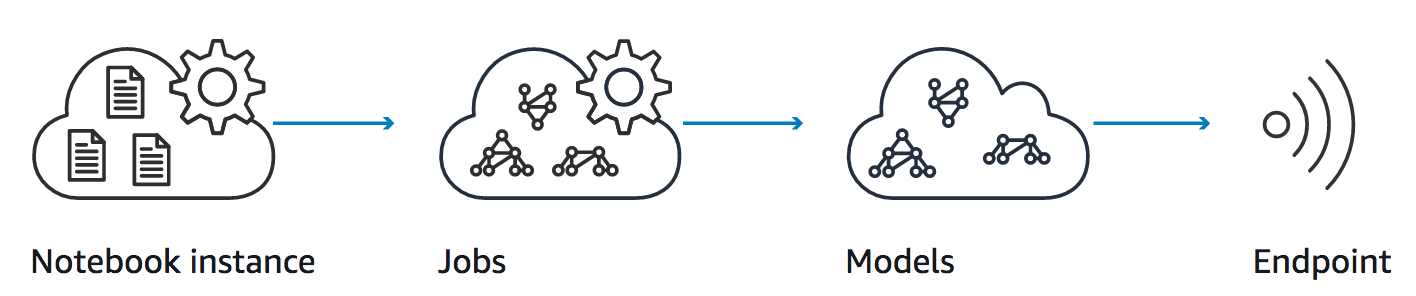 Notebook instance
Jobs
Models
Endpoint